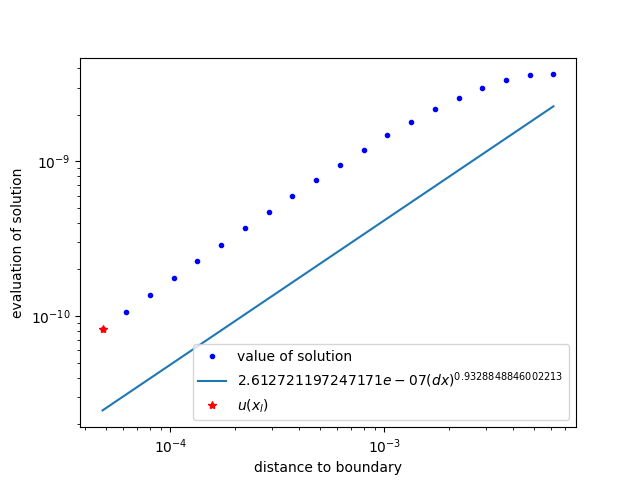 evaluation of solution
10⁻⁹
10⁻¹⁰
value of solution
2.612721197247171e − 07(dx)^0.9328848846002213
u(x_l)
10⁻⁴
10⁻³
distance to boundary